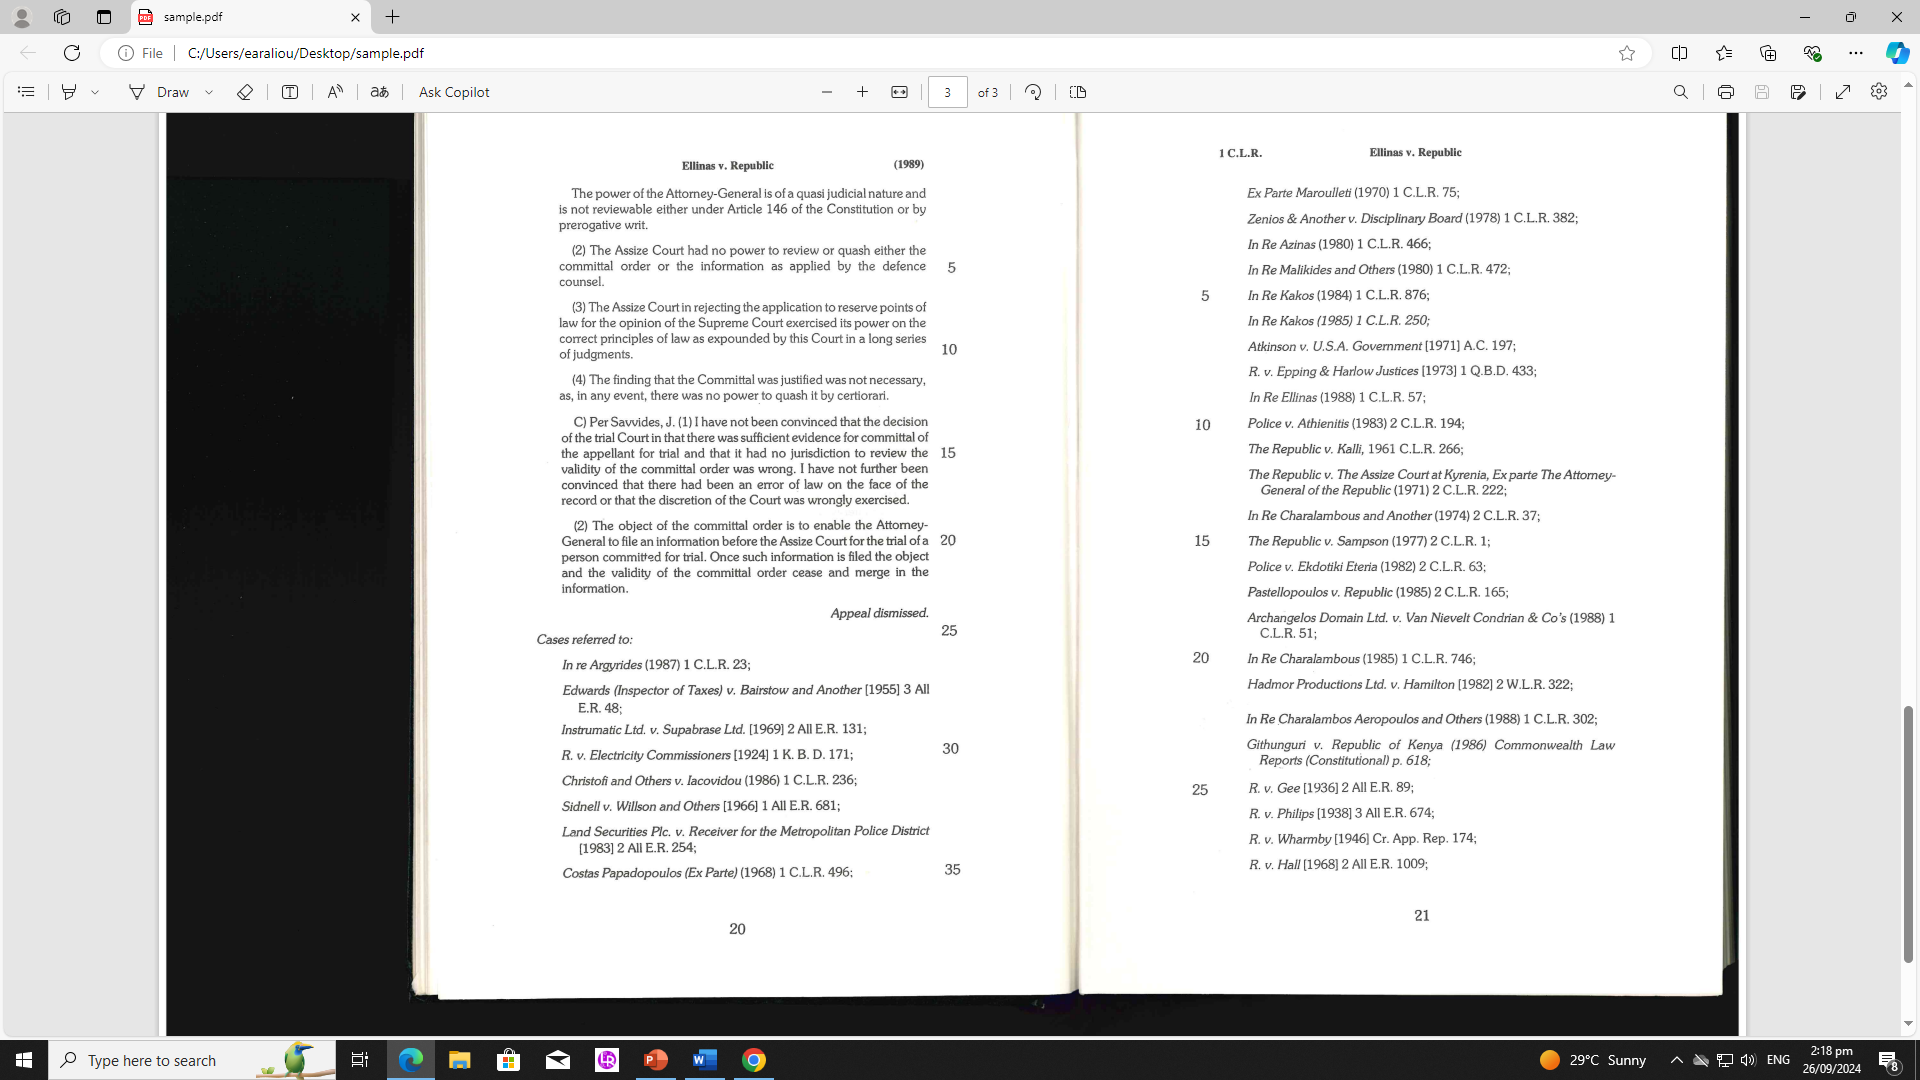 sample.pdf
File
C:/Users/earaliou/Desktop/sample.pdf
Draw
Ask Copilot
3
of 3
Ellinas v. Republic (1989)
The power of the Attorney-General is of a quasi judicial nature and
is not reviewable either under Article 146 of the Constitution or by
prerogative writ.
(2) The Assize Court had no power to review or quash either the
committal order or the information as applied by the defence 5
counsel.
(3) The Assize Court in rejecting the application to reserve points of
law for the opinion of the Supreme Court exercised its power on the
correct principles of law as expounded by this Court in a long series
of judgments. 10
(4) The finding that the Committal was justified was not necessary,
as, in any event, there was no power to quash it by certiorari.
C) Per Savvides, J. (1) I have not been convinced that the decision
of the trial Court in that there was sufficient evidence for committal of
the appellant for trial and that it had no jurisdiction to review the 15
validity of the committal order was wrong. I have not further been
convinced that there had been an error of law on the face of the
record or that the discretion of the Court was wrongly exercised.
(2) The object of the committal order is to enable the Attorney-
General to file an information before the Assize Court for the trial of a 20
person committed for trial. Once such information is filed the object
and the validity of the committal order cease and merge in the
information.
Appeal dismissed.
25
Cases referred to:
In re Argyrides (1987) 1 C.L.R. 23;
Edwards (Inspector of Taxes) v. Bairstow and Another [1955] 3 All
E.R. 48;
Instrumatic Ltd. v. Supabrase Ltd. [1969] 2 All E.R. 131;
R. v. Electricity Commissioners [1924] 1 K. B. D. 171; 30
Christofi and Others v. Iacovidou (1986) 1 C.L.R. 236;
Sidnell v. Willson and Others [1966] 1 All E.R. 681;
Land Securities Plc. v. Receiver for the Metropolitan Police District
[1983] 2 All E.R. 254;
Costas Papadopoulos (Ex Parte) (1968) 1 C.L.R. 496; 35
20
1 C.L.R. Ellinas v. Republic
Ex Parte Maroulleti (1970) 1 C.L.R. 75;
Zenios & Another v. Disciplinary Board (1978) 1 C.L.R. 382;
In Re Azinas (1980) 1 C.L.R. 466;
In Re Malikides and Others (1980) 1 C.L.R. 472;
5 In Re Kakos (1984) 1 C.L.R. 876;
In Re Kakos (1985) 1 C.L.R. 250;
Atkinson v. U.S.A. Government [1971] A.C. 197;
R. v. Epping & Harlow Justices [1973] 1 Q.B.D. 433;
In Re Ellinas (1988) 1 C.L.R. 57;
10 Police v. Athienitis (1983) 2 C.L.R. 194;
The Republic v. Kalli, 1961 C.L.R. 266;
The Republic v. The Assize Court at Kyrenia, Ex parte The Attorney-
General of the Republic (1971) 2 C.L.R. 222;
In Re Charalambous and Another (1974) 2 C.L.R. 37;
15 The Republic v. Sampson (1977) 2 C.L.R. 1;
Police v. Ekdotiki Eteria (1982) 2 C.L.R. 63;
Pastellopoulos v. Republic (1985) 2 C.L.R. 165;
Archangelos Domain Ltd. v. Van Nievelt Condrian & Co's (1988) 1
C.L.R. 51;
20 In Re Charalambous (1985) 1 C.L.R. 746;
Hadmor Productions Ltd. v. Hamilton [1982] 2 W.L.R. 322;
In Re Charalambos Aeropoulos and Others (1988) 1 C.L.R. 302;
Githunguri v. Republic of Kenya (1986) Commonwealth Law
Reports (Constitutional) p. 618;
25 R. v. Gee [1936] 2 All E.R. 89;
R. v. Philips [1938] 3 All E.R. 674;
R. v. Wharmby [1946] Cr. App. Rep. 174;
R. v. Hall [1968] 2 All E.R. 1009;
21
Type here to search
29°C Sunny
ENG
2:18 pm
26/09/2024
8